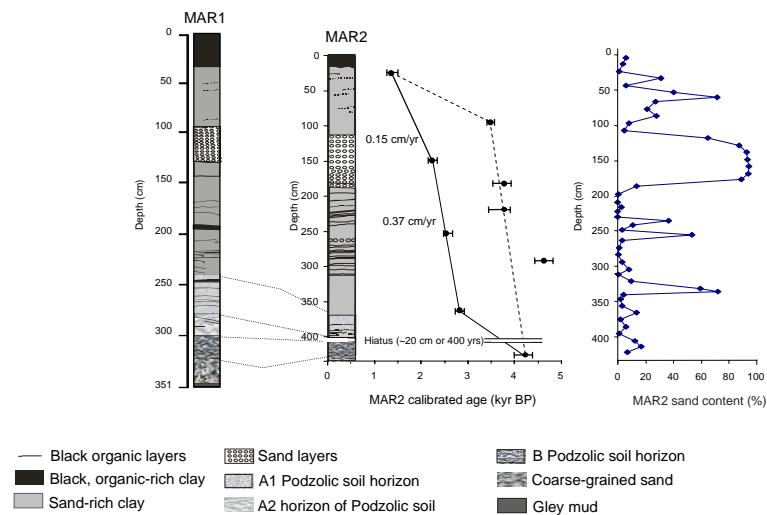 MAR1
MAR2
0
50
100
150
200
250
300
351
Depth (cm)
0
50
100
150
200
250
300
350
400
Depth (cm)
0.15 cm/yr
0.37 cm/yr
Hiatus (~20 cm or 400 yrs)
0 1 2 3 4 5
MAR2 calibrated age (kyr BP)
0
50
100
150
200
250
300
350
400
Depth (cm)
0 20 40 60 80 100
MAR2 sand content (%)
Black organic layers
Black, organic-rich clay
Sand-rich clay
Sand layers
A1 Podzolic soil horizon
A2 horizon of Podzolic soil
B Podzolic soil horizon
Coarse-grained sand
Gley mud